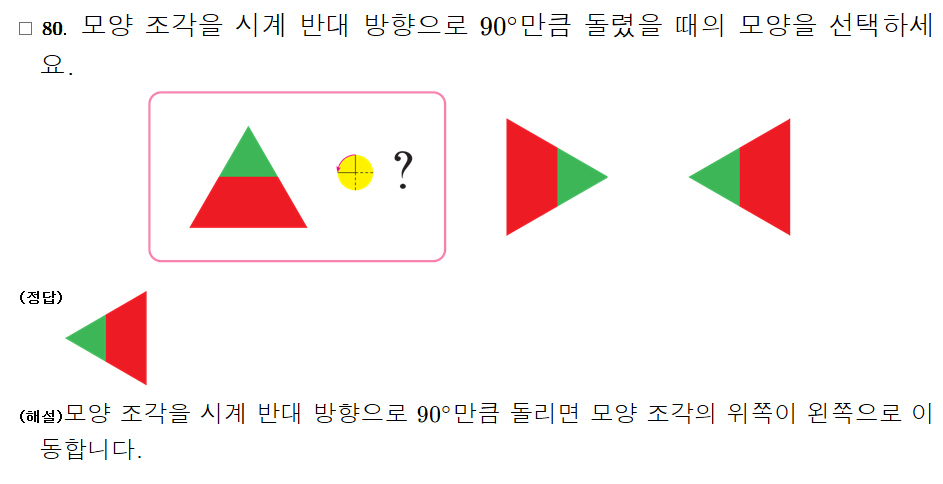 □ 80. 모양 조각을 시계 반대 방향으로 90°만큼 돌렸을 때의 모양을 선택하세
요.
?
(정답)
(해설)모양 조각을 시계 반대 방향으로 90°만큼 돌리면 모양 조각의 위쪽이 왼쪽으로 이
동합니다.